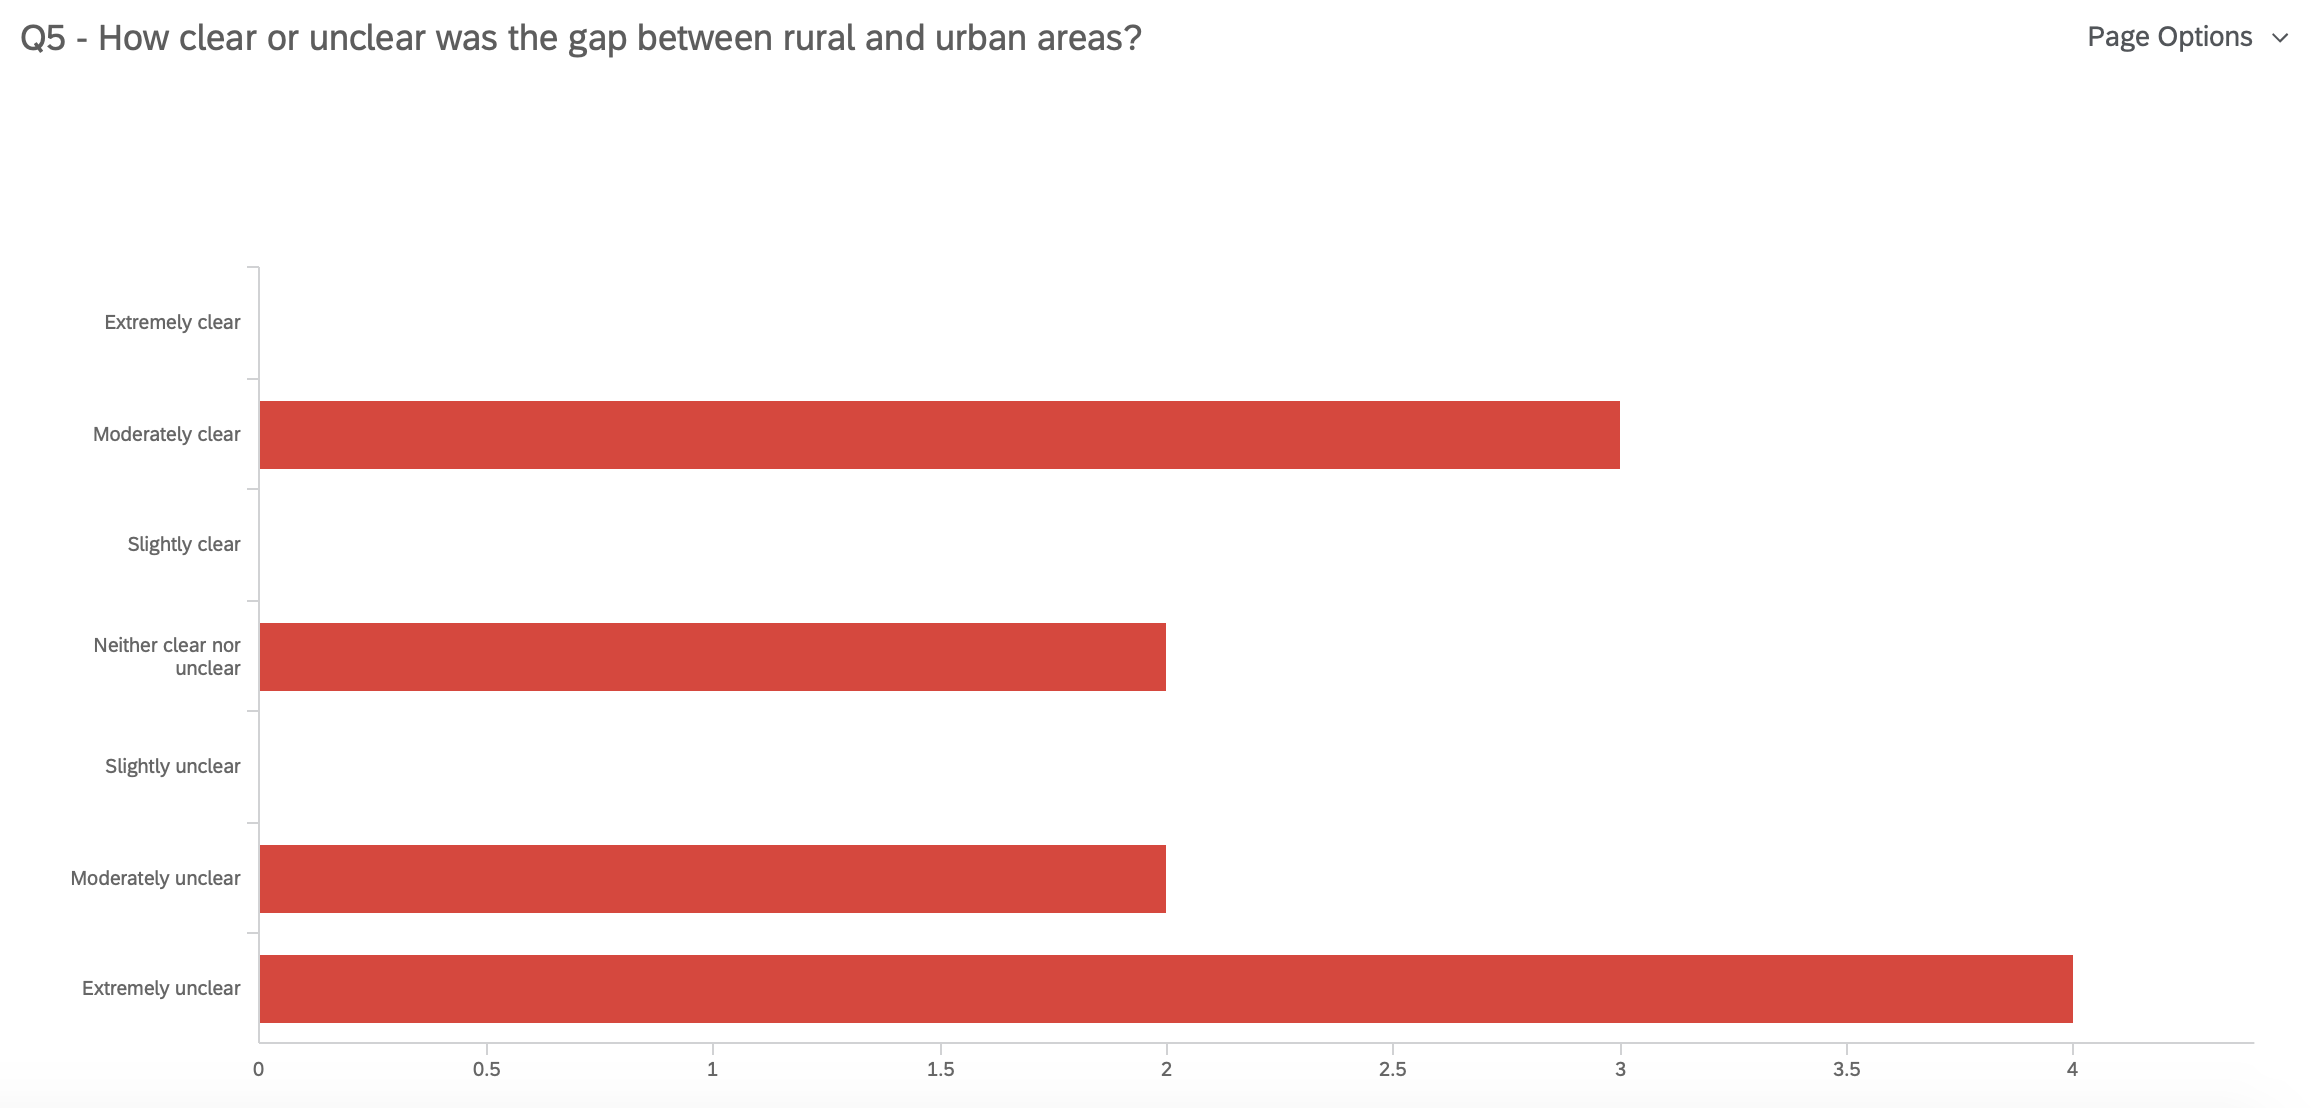 Q5 - How clear or unclear was the gap between rural and urban areas?
Page Options
Extremely clear
Moderately clear
Slightly clear
Neither clear nor
unclear
Slightly unclear
Moderately unclear
Extremely unclear
0 0.5 1 1.5 2 2.5 3 3.5 4